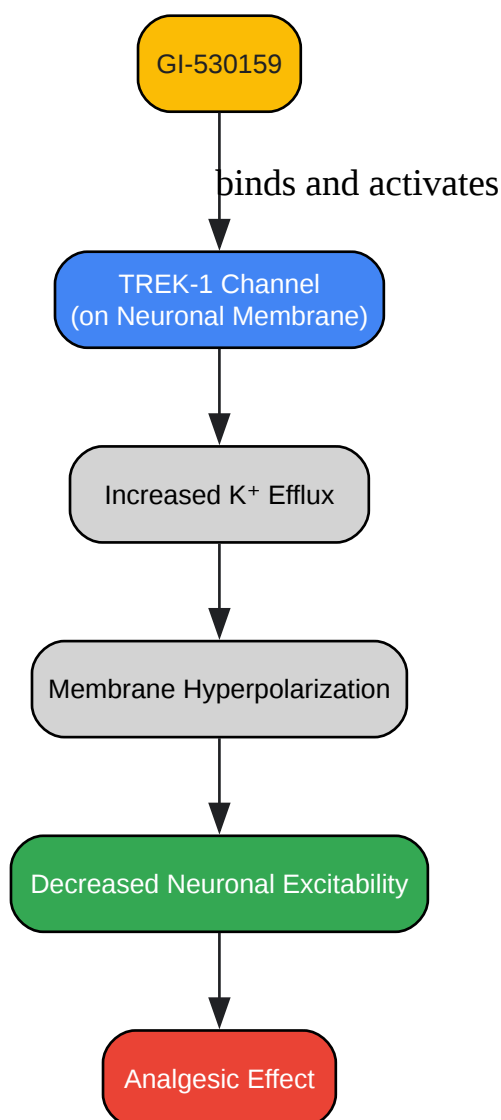 GI-530159
binds and activates
TREK-1 Channel
(on Neuronal Membrane)
Increased K⁺ Efflux
Membrane Hyperpolarization
Decreased Neuronal Excitability
Analgesic Effect